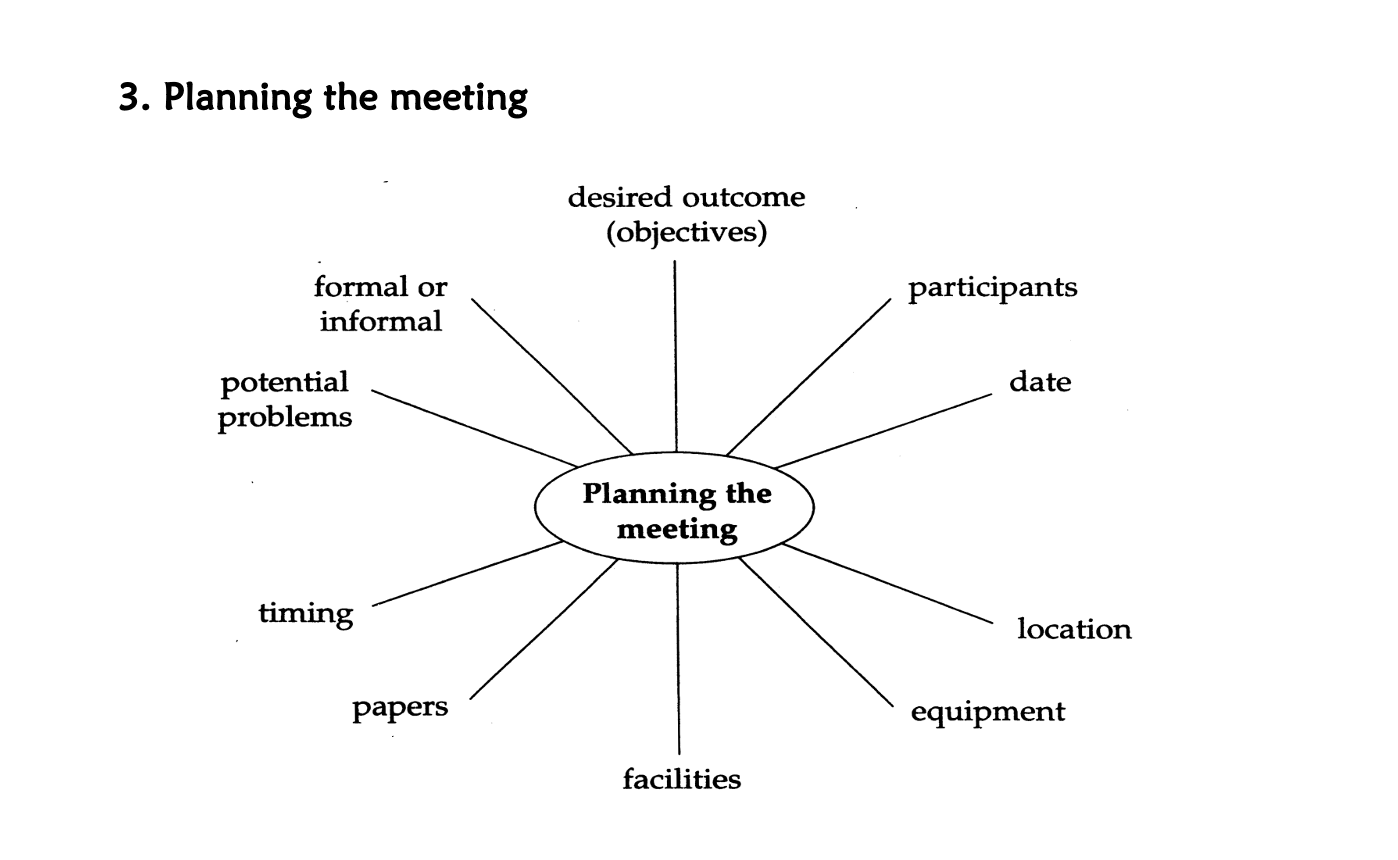 3. Planning the meeting
desired outcome
(objectives)
formal or
informal
participants
potential
problems
date
Planning the
meeting
timing
location
papers
equipment
facilities